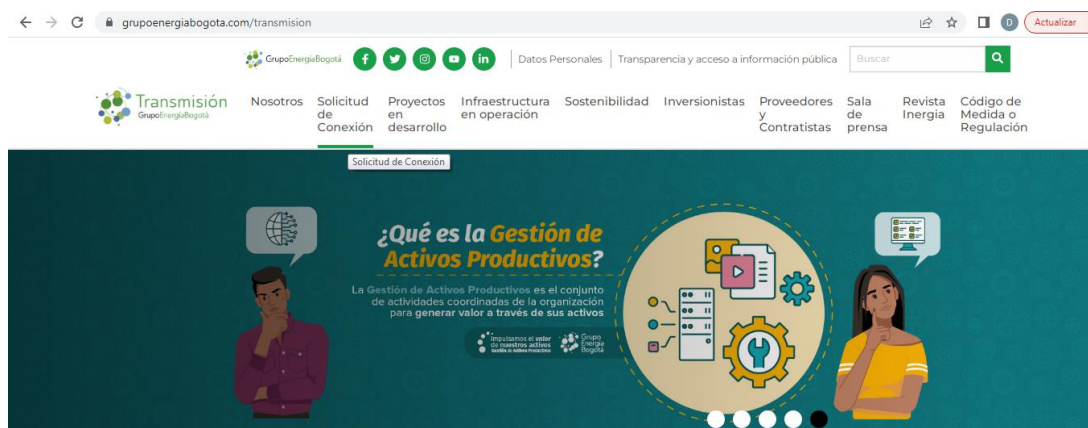 grupoenergiabogota.com/transmision
D
Actualizar
GrupoEnergíaBogotá
Datos Personales
Transparencia y acceso a información pública
Buscar
Transmisión
GrupoEnergíaBogotá
Nosotros
Solicitud
de
Conexión
Proyectos
en
desarrollo
Infraestructura
en operación
Sostenibilidad
Inversionistas
Proveedores
y
Contratistas
Sala
de
prensa
Revista
Inergia
Código de
Medida o
Regulación
Solicitud de Conexión
¿Qué es la Gestión de
Activos Productivos?
La Gestión de Activos Productivos es el conjunto
de actividades coordinadas de la organización
para generar valor a través de sus activos
Impulsamos el valor
de nuestros activos
Gestión de Activos Productivos
Grupo
Energía
Bogotá